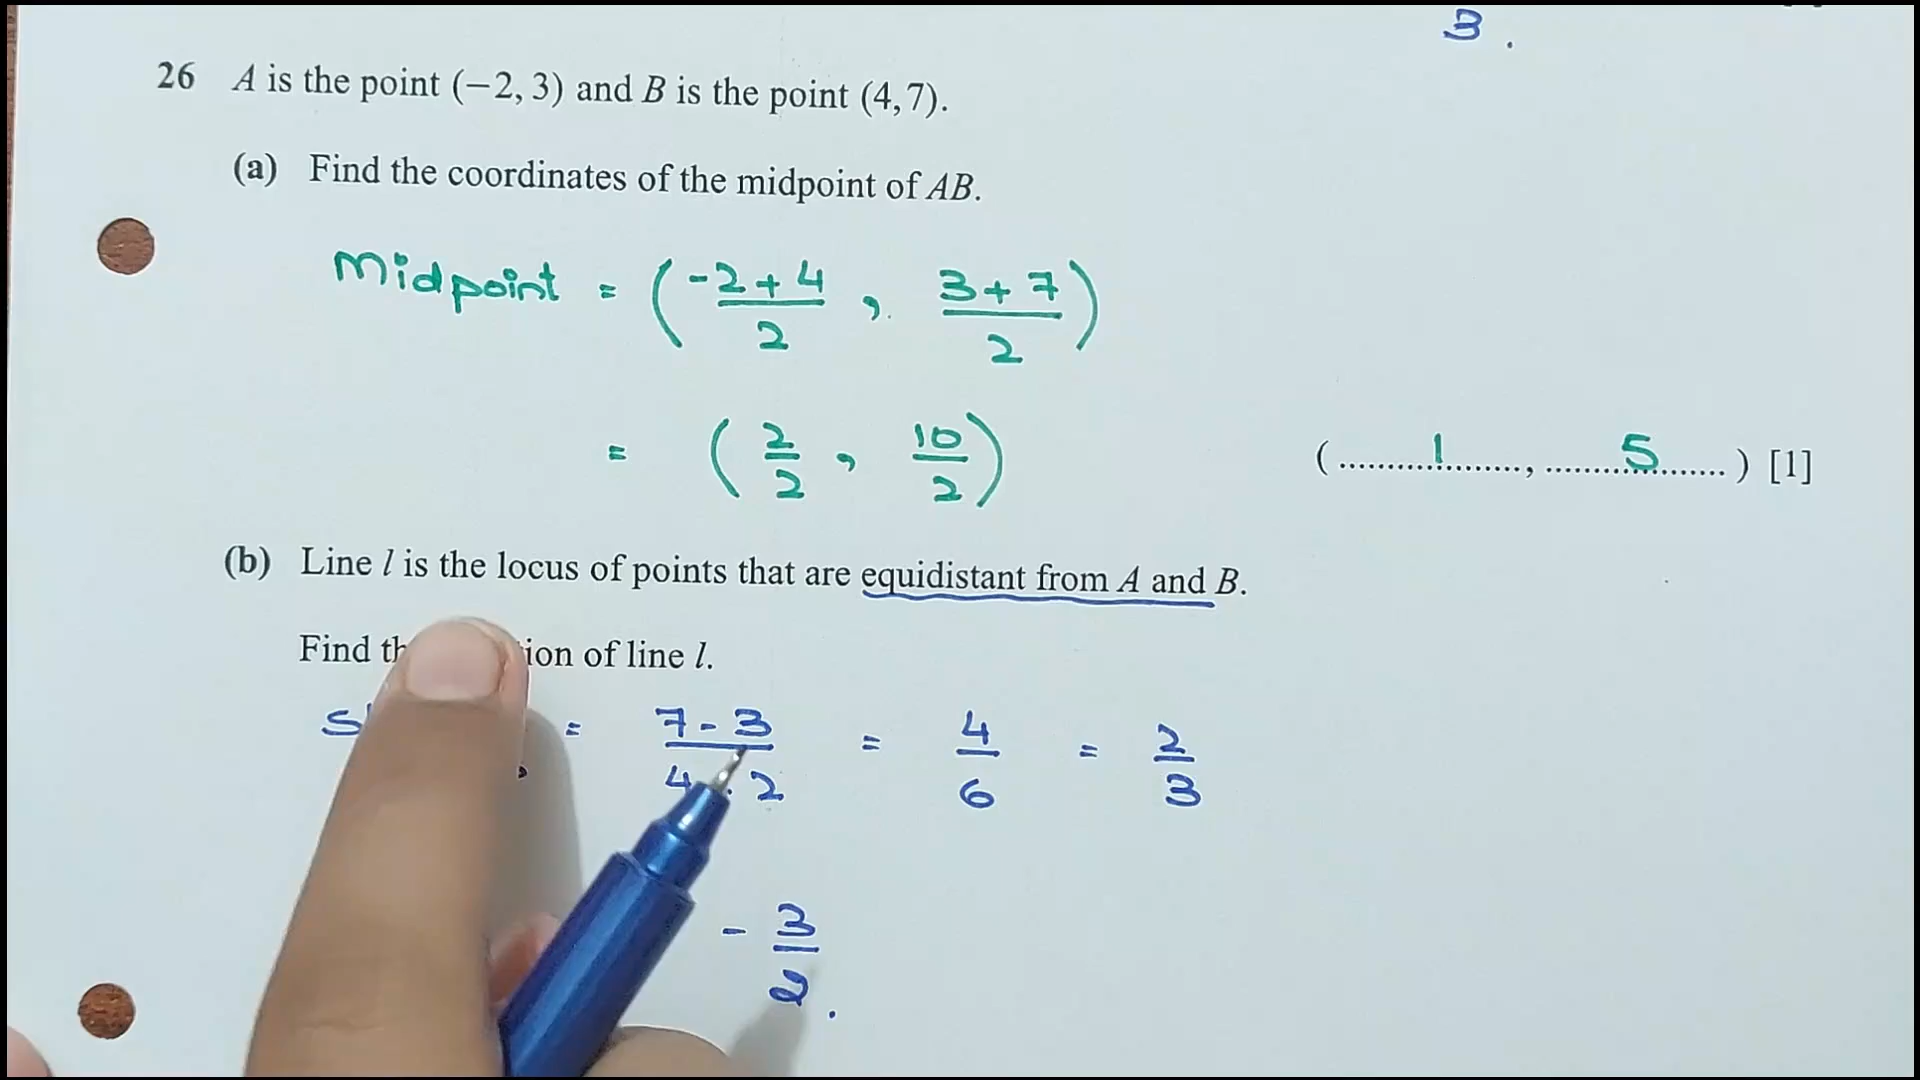 3.
26 A is the point (−2, 3) and B is the point (4, 7).
(a) Find the coordinates of the midpoint of AB.
Midpoint = (-2+4/2 , 3+7/2)
= (2/2 , 10/2)
(........1........, ........5........) [1]
(b) Line l is the locus of points that are equidistant from A and B.
Find of line l.
= 7-3/4 2 = 4/6 = 2/3
- 3/2.